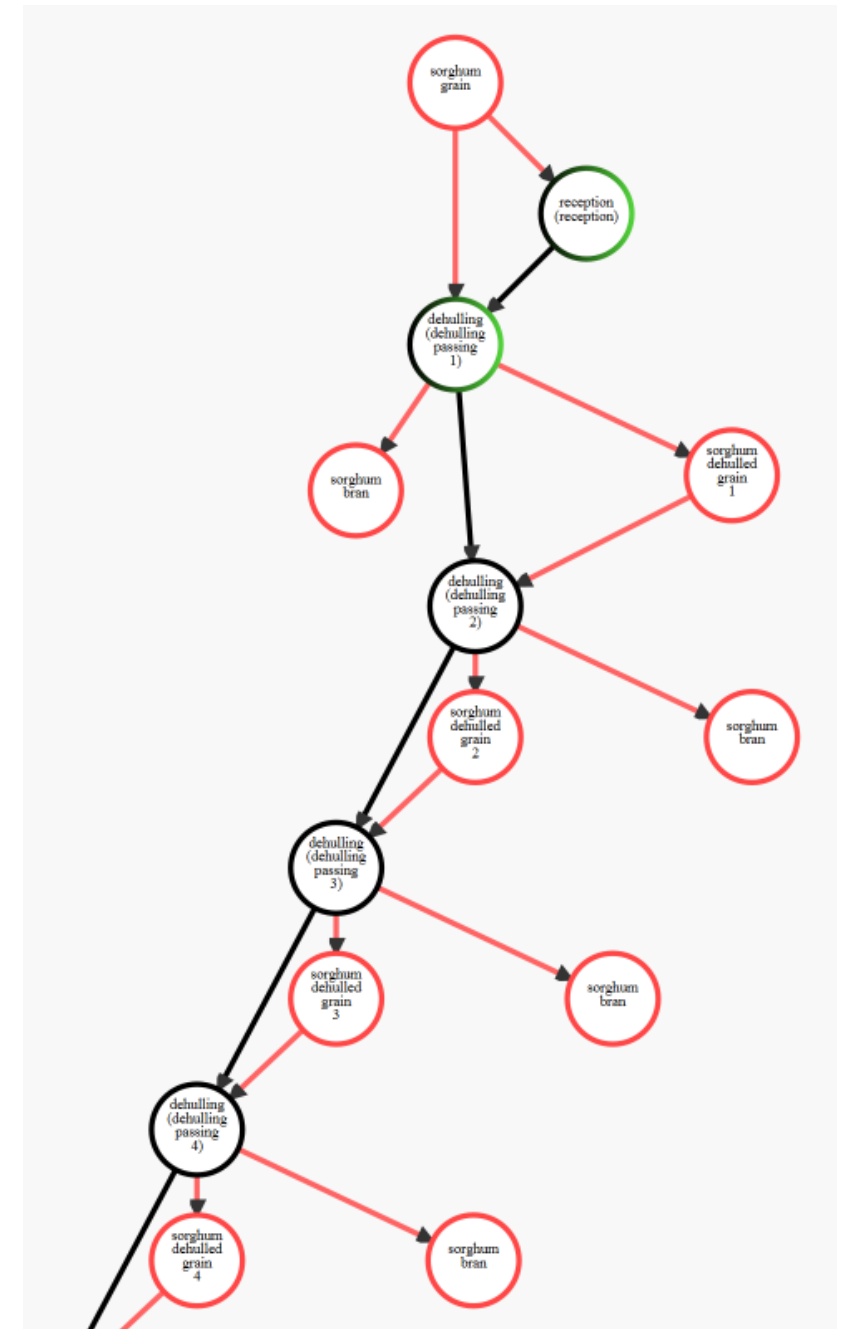 sorghum
grain
reception
(reception)
dehulling
(dehulling
passing
1)
sorghum
dehulled
grain
1
sorghum
bran
dehulling
(dehulling
passing
2)
sorghum
dehulled
grain
2
sorghum
bran
dehulling
(dehulling
passing
3)
sorghum
dehulled
grain
3
sorghum
bran
dehulling
(dehulling
passing
4)
sorghum
dehulled
grain
4
sorghum
bran